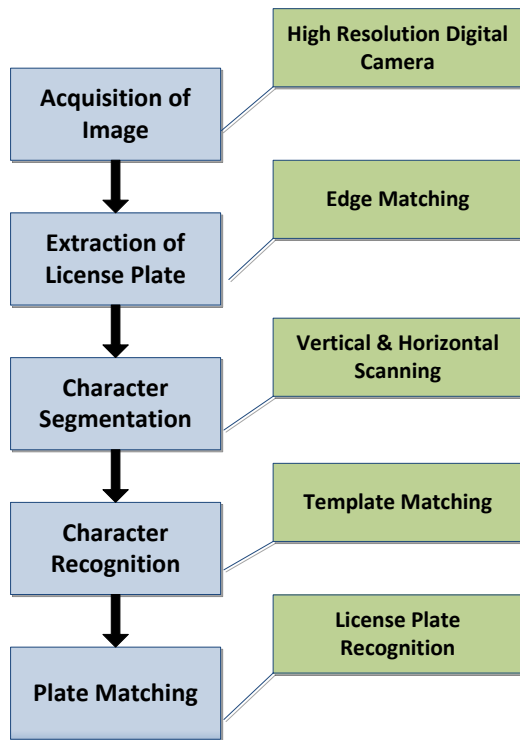 High Resolution Digital
Camera
Acquisition of
Image
Edge Matching
Extraction of
License Plate
Vertical & Horizontal
Scanning
Character
Segmentation
Template Matching
Character
Recognition
License Plate
Recognition
Plate Matching